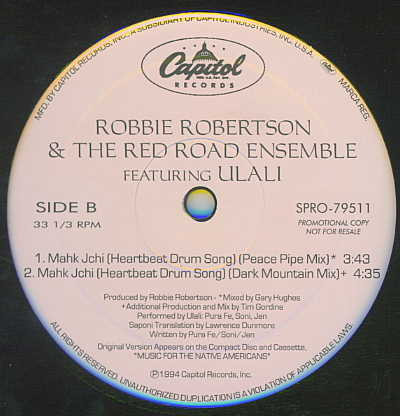 MFD. BY CAPITOL RECORDS, INC., A SUBSIDIARY OF CAPITOL INDUSTRIES, INC. U.S.A.
MARCA REG.
Capitol
RECORDS
ROBBIE ROBERTSON
& THE RED ROAD ENSEMBLE
FEATURING ULALI
SIDE B
33 1/3 RPM
SPRO-79511
PROMOTIONAL COPY
NOT FOR RESALE
1. Mahk Jchi (Heartbeat Drum Song) (Peace Pipe Mix)* 3:43
2. Mahk Jchi (Heartbeat Drum Song) (Dark Mountain Mix)+ 4:35
Produced by Robbie Robertson - *Mixed by Gary Hughes
+Additional Production and Mix by Tim Gordine
Performed by Ulali: Pura Fe, Soni, Jen
Saponi Translation by Lawrence Dunmore
Written by Pura Fe/Soni/Jen
Original Version Appears on the Compact Disc and Cassette,
"MUSIC FOR THE NATIVE AMERICANS"
℗1994 Capitol Records, Inc.
ALL RIGHTS RESERVED. UNAUTHORIZED DUPLICATION IS A VIOLATION OF APPLICABLE LAWS.